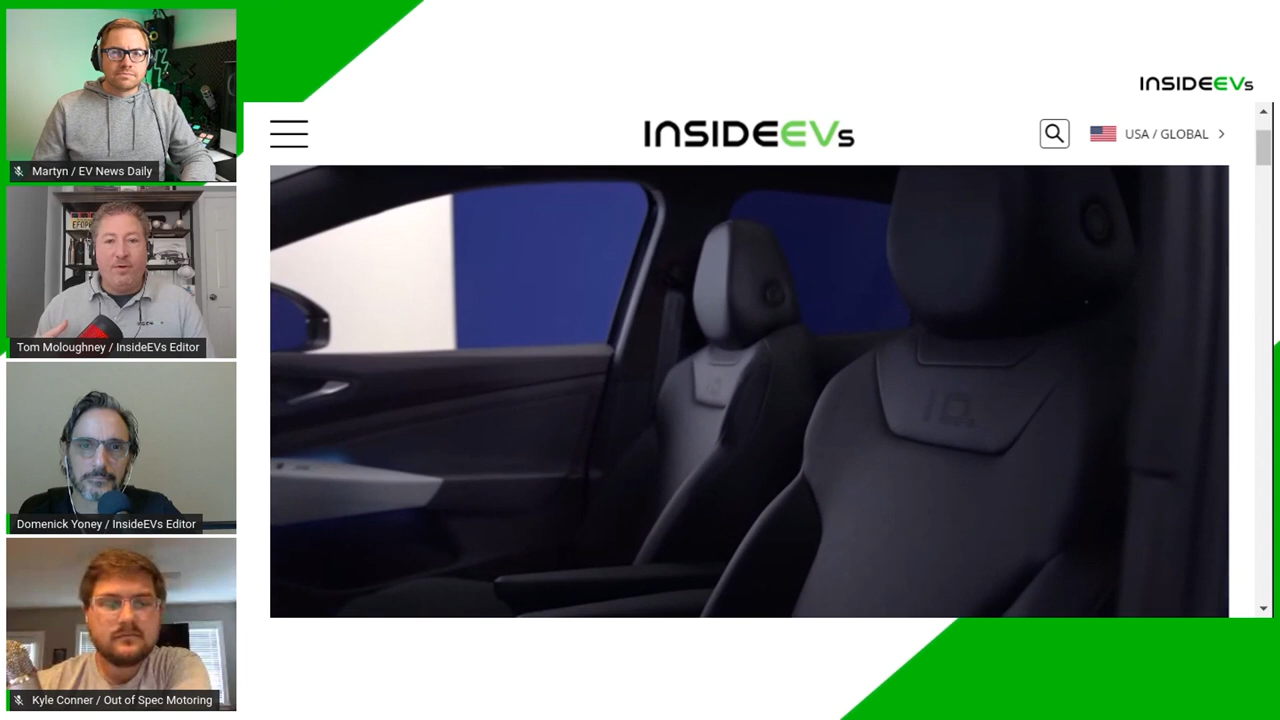 Martyn / EV News Daily
Tom Moloughney / InsideEVs Editor
Domenick Yoney / InsideEVs Editor
Kyle Conner / Out of Spec Motoring
INSIDEEVs
INSIDEEVs
USA / GLOBAL
ID.